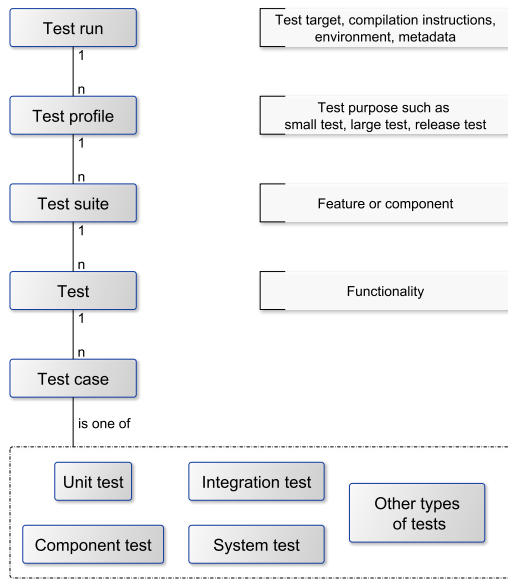 Test run
Test target, compilation instructions,
environment, metadata
1
n
Test profile
Test purpose such as
small test, large test, release test
1
n
Test suite
Feature or component
1
n
Test
Functionality
1
n
Test case
is one of
Unit test
Integration test
Other types
of tests
Component test
System test